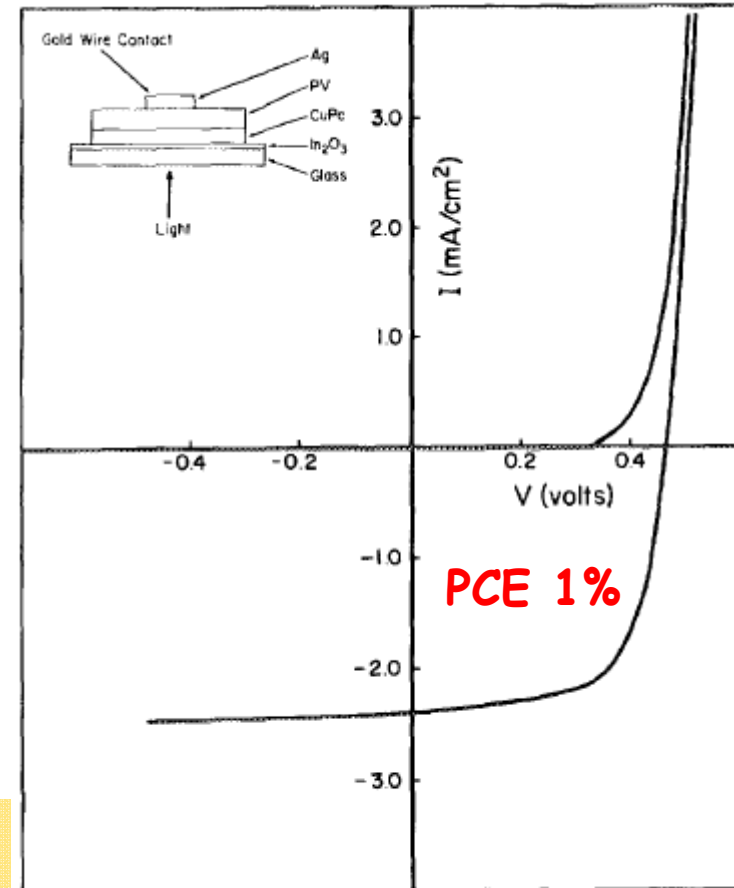 Gold Wire Contact
Ag
PV
CuPc
In₂O₃
Glass
Light
I (mA/cm²)
3.0
2.0
1.0
-0.4
-0.2
0.2
0.4
V (volts)
-1.0
PCE 1%
-2.0
-3.0